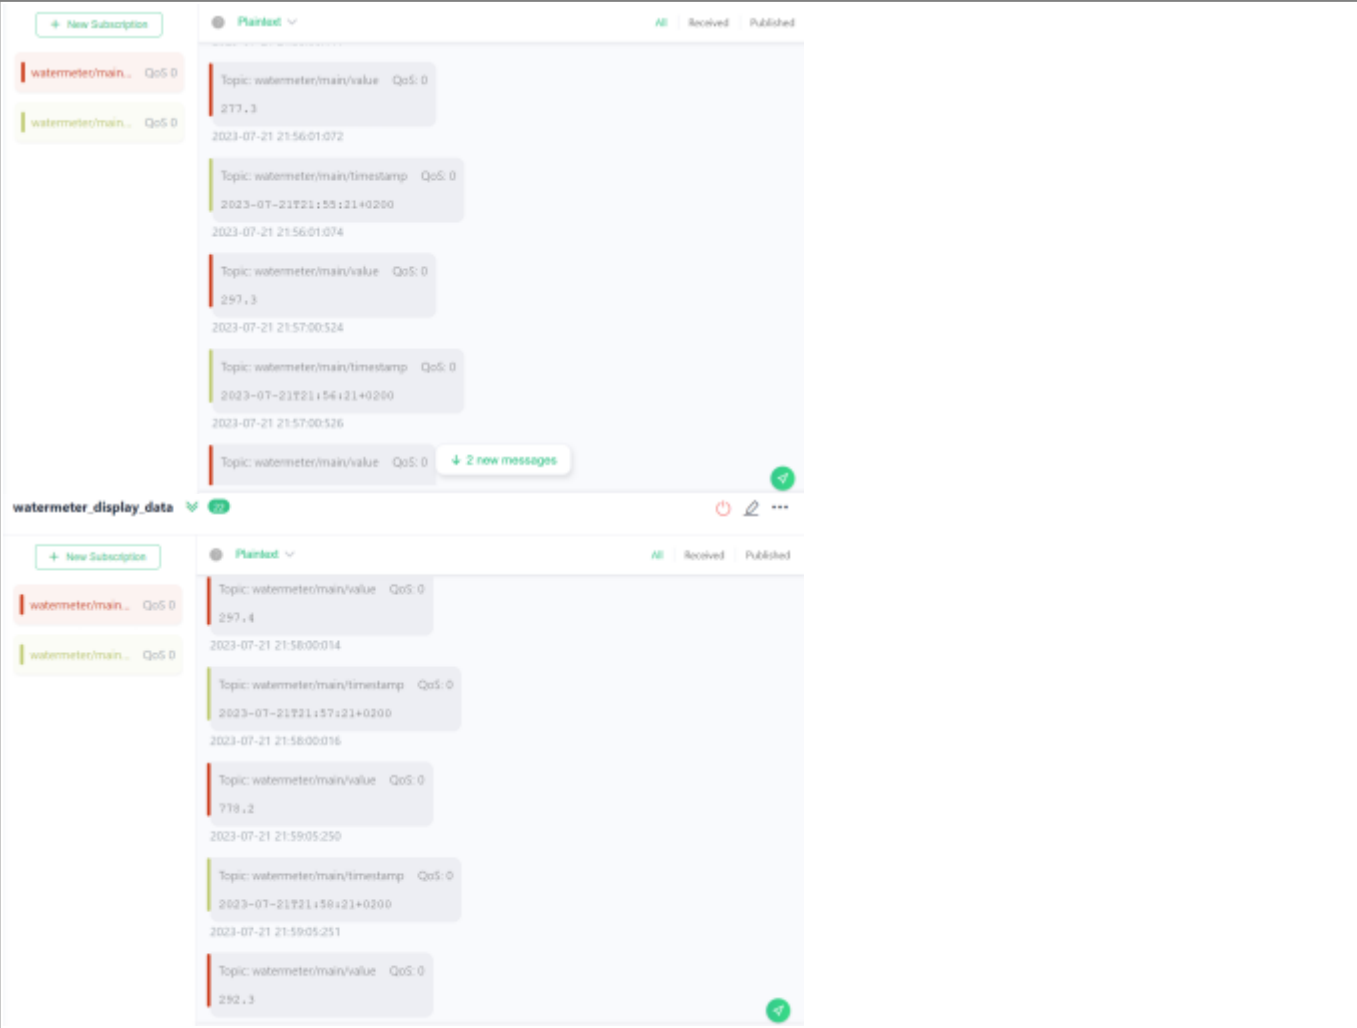 + New Subscription
Plaintext
All Received Published
watermeter/main... QoS 0
watermeter/main... QoS 0
Topic: watermeter/main/value QoS: 0
277.3
2023-07-21 21:56:01:072
Topic: watermeter/main/timestamp QoS: 0
2023-07-21T21:55:21+0200
2023-07-21 21:56:01:074
Topic: watermeter/main/value QoS: 0
297.3
2023-07-21 21:57:00:524
Topic: watermeter/main/timestamp QoS: 0
2023-07-21T21:56:21+0200
2023-07-21 21:57:00:526
Topic: watermeter/main/value QoS: 0
2 new messages
watermeter_display_data 22
+ New Subscription
Plaintext
All Received Published
watermeter/main... QoS 0
watermeter/main... QoS 0
Topic: watermeter/main/value QoS: 0
297.4
2023-07-21 21:58:00:014
Topic: watermeter/main/timestamp QoS: 0
2023-07-21T21:57:21+0200
2023-07-21 21:58:00:016
Topic: watermeter/main/value QoS: 0
778.2
2023-07-21 21:59:05:250
Topic: watermeter/main/timestamp QoS: 0
2023-07-21T21:58:21+0200
2023-07-21 21:59:05:251
Topic: watermeter/main/value QoS: 0
292.3